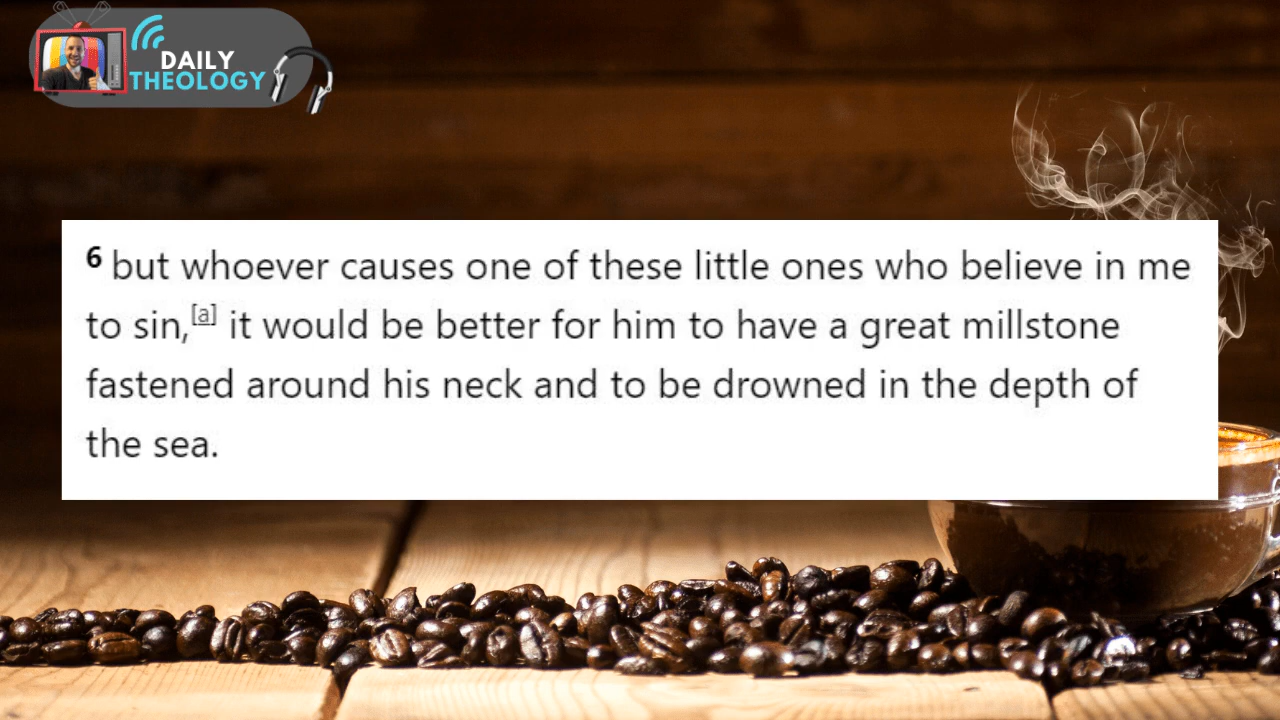 DAILY
THEOLOGY
6 but whoever causes one of these little ones who believe in me
to sin,[a] it would be better for him to have a great millstone
fastened around his neck and to be drowned in the depth of
the sea.